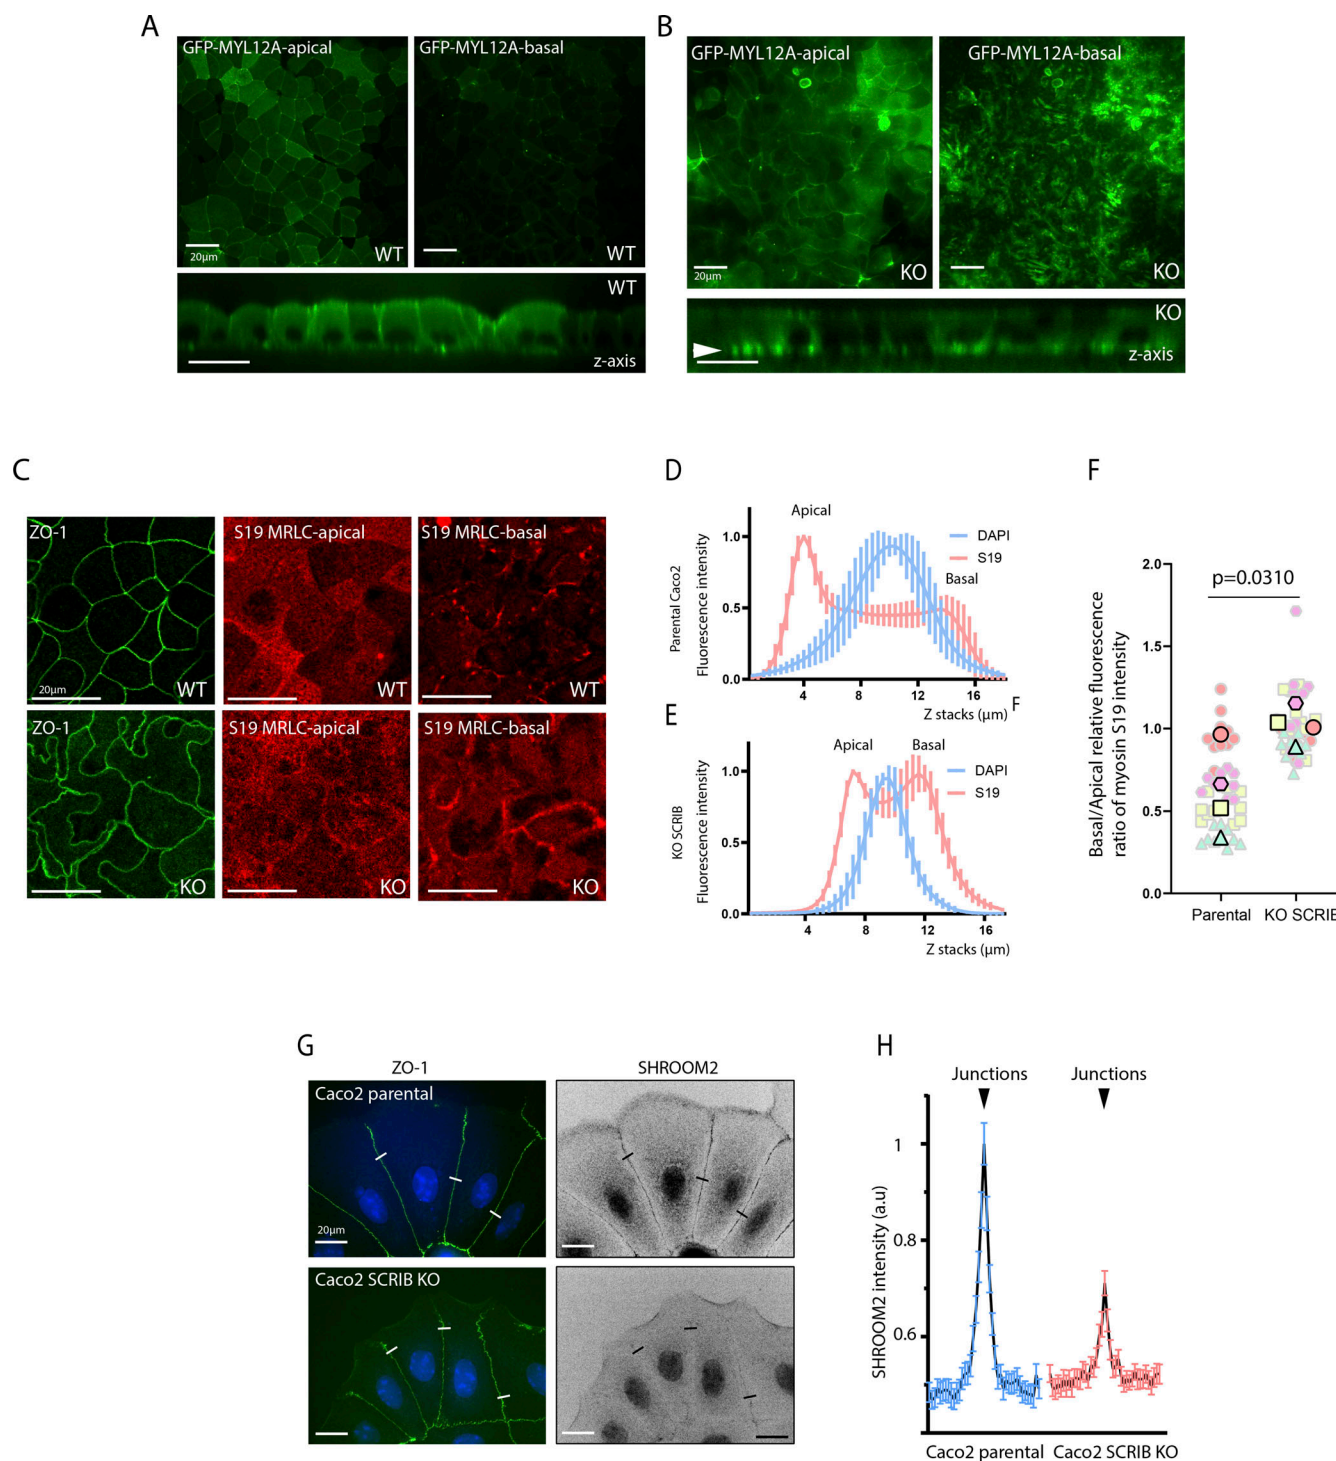 A
GFP-MYL12A-apical
GFP-MYL12A-basal
20µm
WT
WT
WT
z-axis
B
GFP-MYL12A-apical
GFP-MYL12A-basal
20µm
KO
KO
KO
z-axis
C
ZO-1
S19 MRLC-apical
S19 MRLC-basal
20µm
WT
WT
WT
ZO-1
S19 MRLC-apical
S19 MRLC-basal
KO
KO
KO
D
Apical
DAPI
S19
Basal
Parental Caco2
Fluorescence intensity
1.0
0.5
0.0
4
8
12
16
Z stacks (µm)
F
E
Apical
Basal
DAPI
S19
KO SCRIB
Fluorescence intensity
1.0
0.5
0.0
4
8
12
16
Z stacks (µm)
F
p=0.0310
Basal/Apical relative fluorescence
ratio of myosin S19 intensity
2.0
1.5
1.0
0.5
0.0
Parental
KO SCRIB
G
ZO-1
SHROOM2
Caco2 parental
20µm
Caco2 SCRIB KO
H
Junctions
Junctions
SHROOM2 intensity (a.u)
1
0.8
0.6
Caco2 parental
Caco2 SCRIB KO